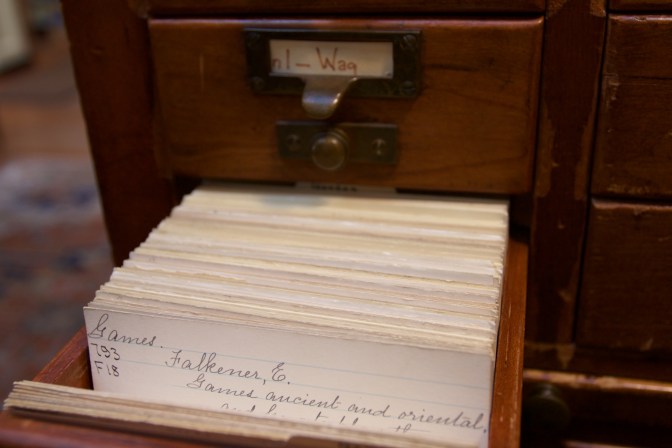 nl-Wag
Games.
793
F18
Falkener, E.
Games ancient and oriental,